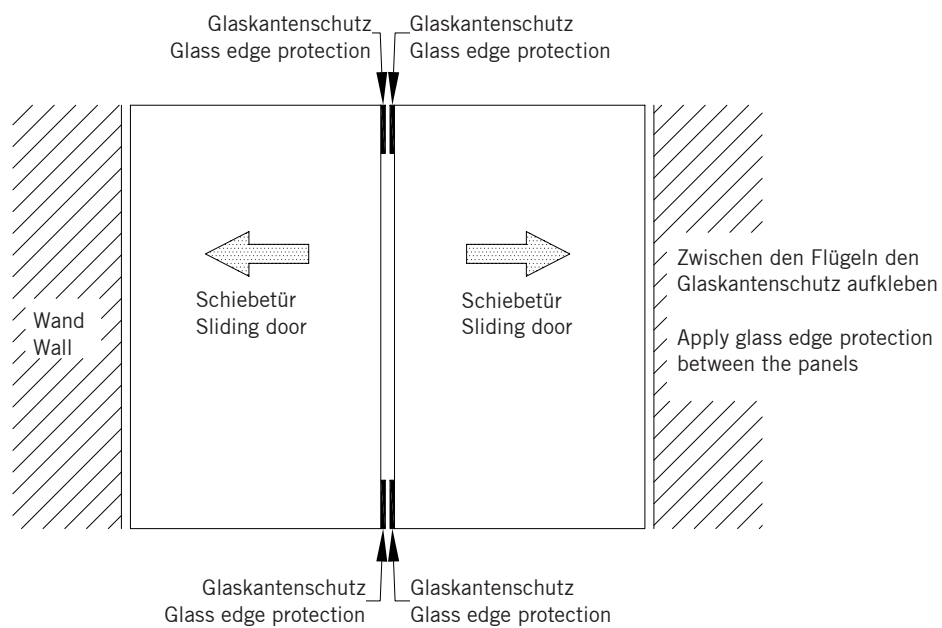 Glaskantenschutz
Glass edge protection
Glaskantenschutz
Glass edge protection
Wand
Wall
Schiebetür
Sliding door
Schiebetür
Sliding door
Zwischen den Flügeln den
Glaskantenschutz aufkleben
Apply glass edge protection
between the panels
Glaskantenschutz
Glass edge protection
Glaskantenschutz
Glass edge protection